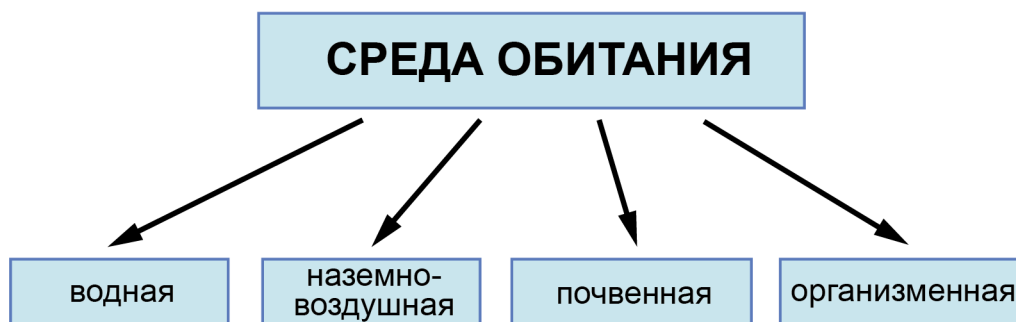 СРЕДА ОБИТАНИЯ
водная
наземно-
воздушная
почвенная
организменная